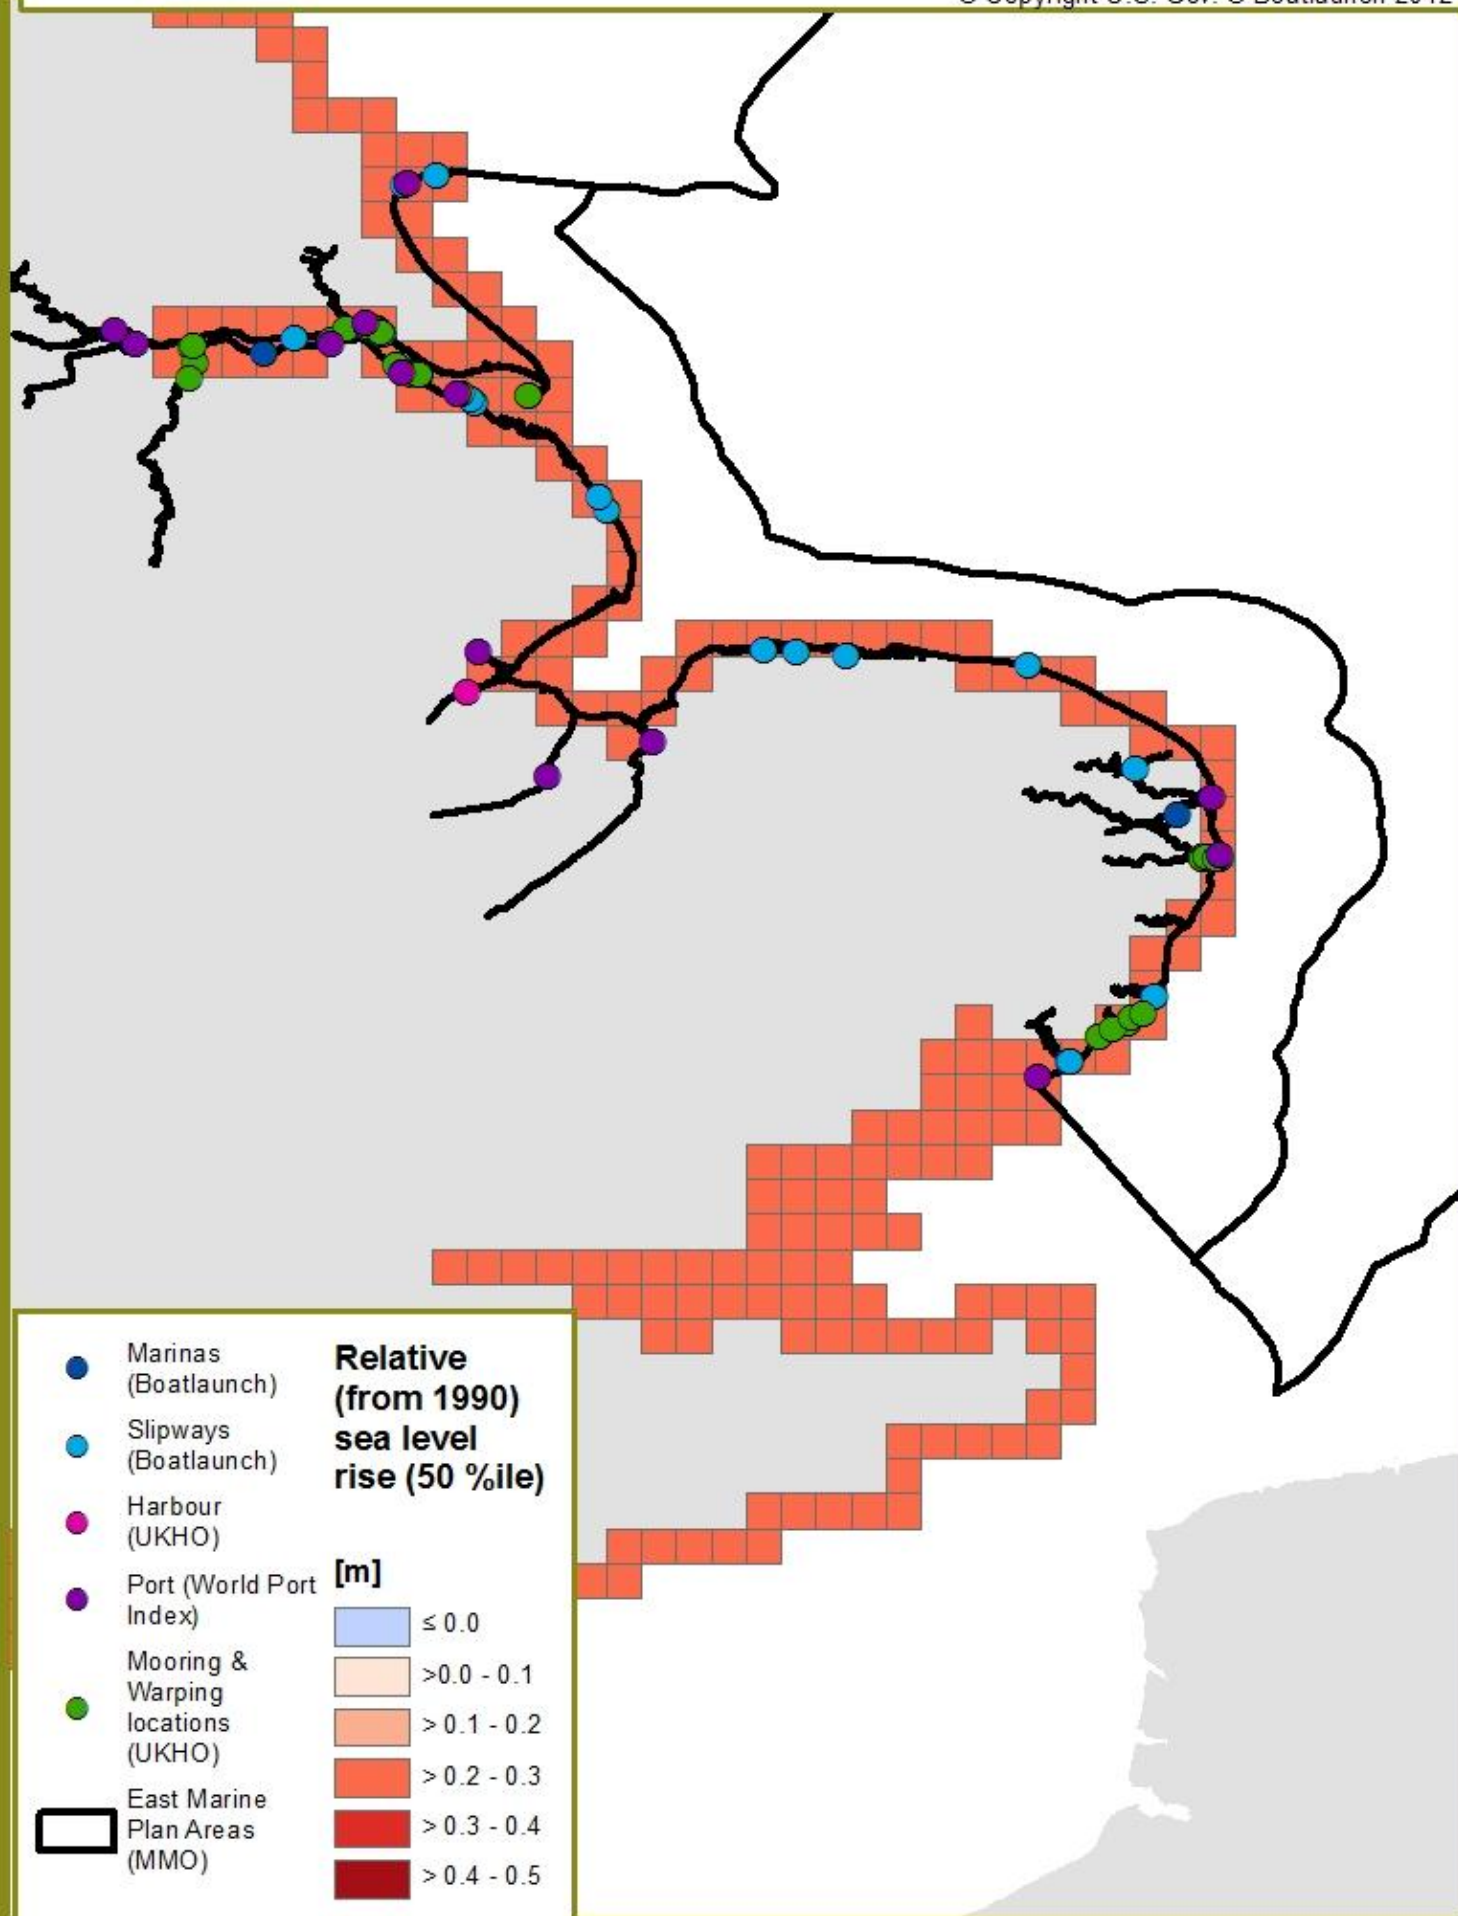 Marinas
(Boatlaunch)
Slipways
(Boatlaunch)
Harbour
(UKHO)
Port (World Port
Index)
Mooring &
Warping
locations
(UKHO)
East Marine
Plan Areas
(MMO)
Relative
(from 1990)
sea level
rise (50 %ile)
[m]
≤ 0.0
>0.0 - 0.1
> 0.1 - 0.2
> 0.2 - 0.3
> 0.3 - 0.4
> 0.4 - 0.5